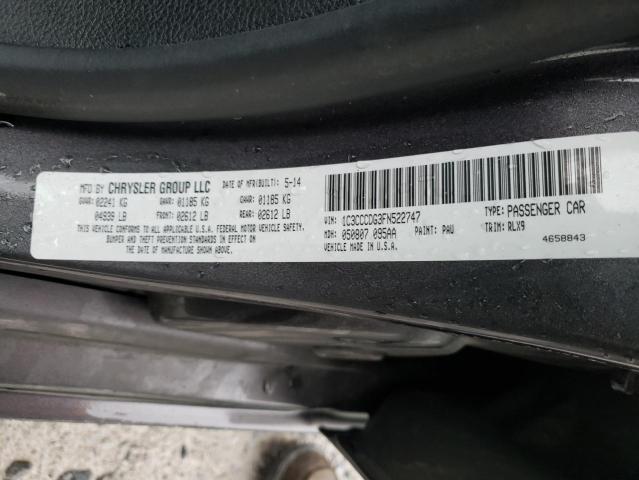 MFD BY CHRYSLER GROUP LLC DATE OF MFR(BUILT): 5-14
GVWR: 02241 KG GAWR: 01185 KG GAWR: 01185 KG
04939 LB FRONT: 02612 LB REAR: 02612 LB
THIS VEHICLE CONFORMS TO ALL APPLICABLE U.S.A. FEDERAL MOTOR VEHICLE SAFETY,
BUMPER AND THEFT PREVENTION STANDARDS IN EFFECT ON
THE DATE OF MANUFACTURE SHOWN ABOVE.
VIN: 1C3CCCDG3FN522747 TYPE: PASSENGER CAR
MDH: 050807 095AA PAINT: PAU TRIM: RLX9
VEHICLE MADE IN U.S.A. 4658843